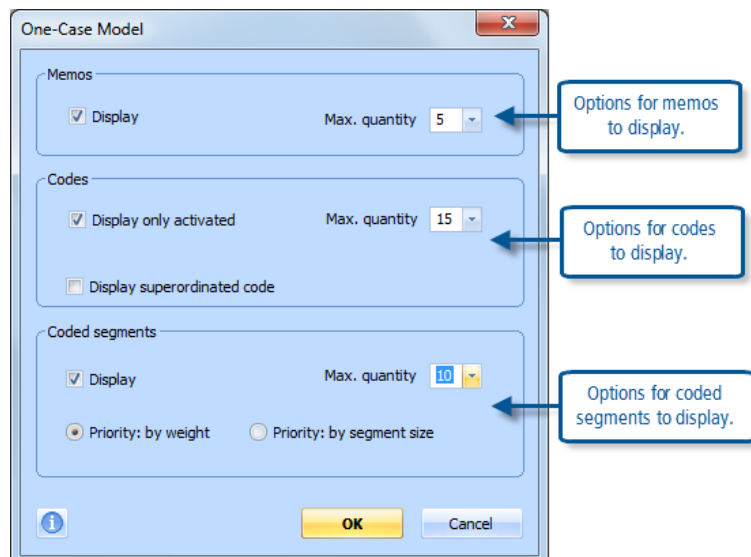 One-Case Model
Memos
Display
Max. quantity 5
Options for memos
to display.
Codes
Display only activated
Max. quantity 15
Options for codes
to display.
Display superordinated code
Coded segments
Display
Max. quantity 10
Options for coded
segments to display.
Priority: by weight
Priority: by segment size
OK
Cancel